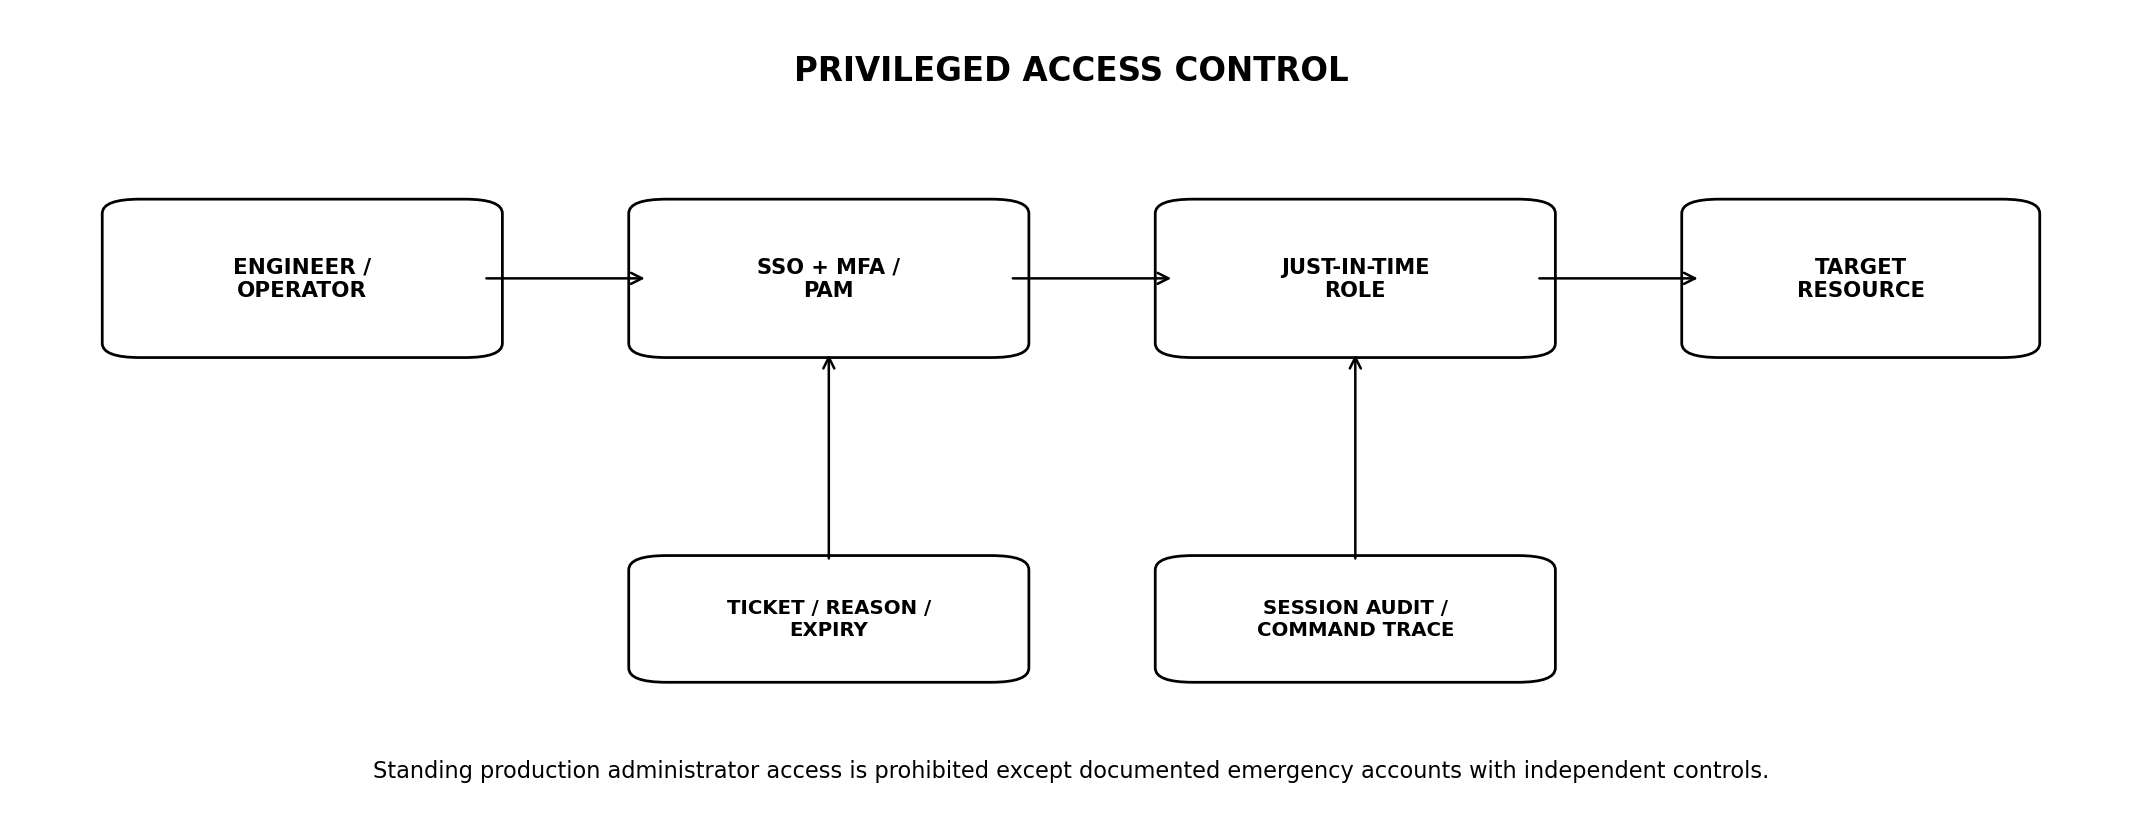 PRIVILEGED ACCESS CONTROL
ENGINEER /
OPERATOR
SSO + MFA /
PAM
JUST-IN-TIME
ROLE
TARGET
RESOURCE
TICKET / REASON /
EXPIRY
SESSION AUDIT /
COMMAND TRACE
Standing production administrator access is prohibited except documented emergency accounts with independent controls.